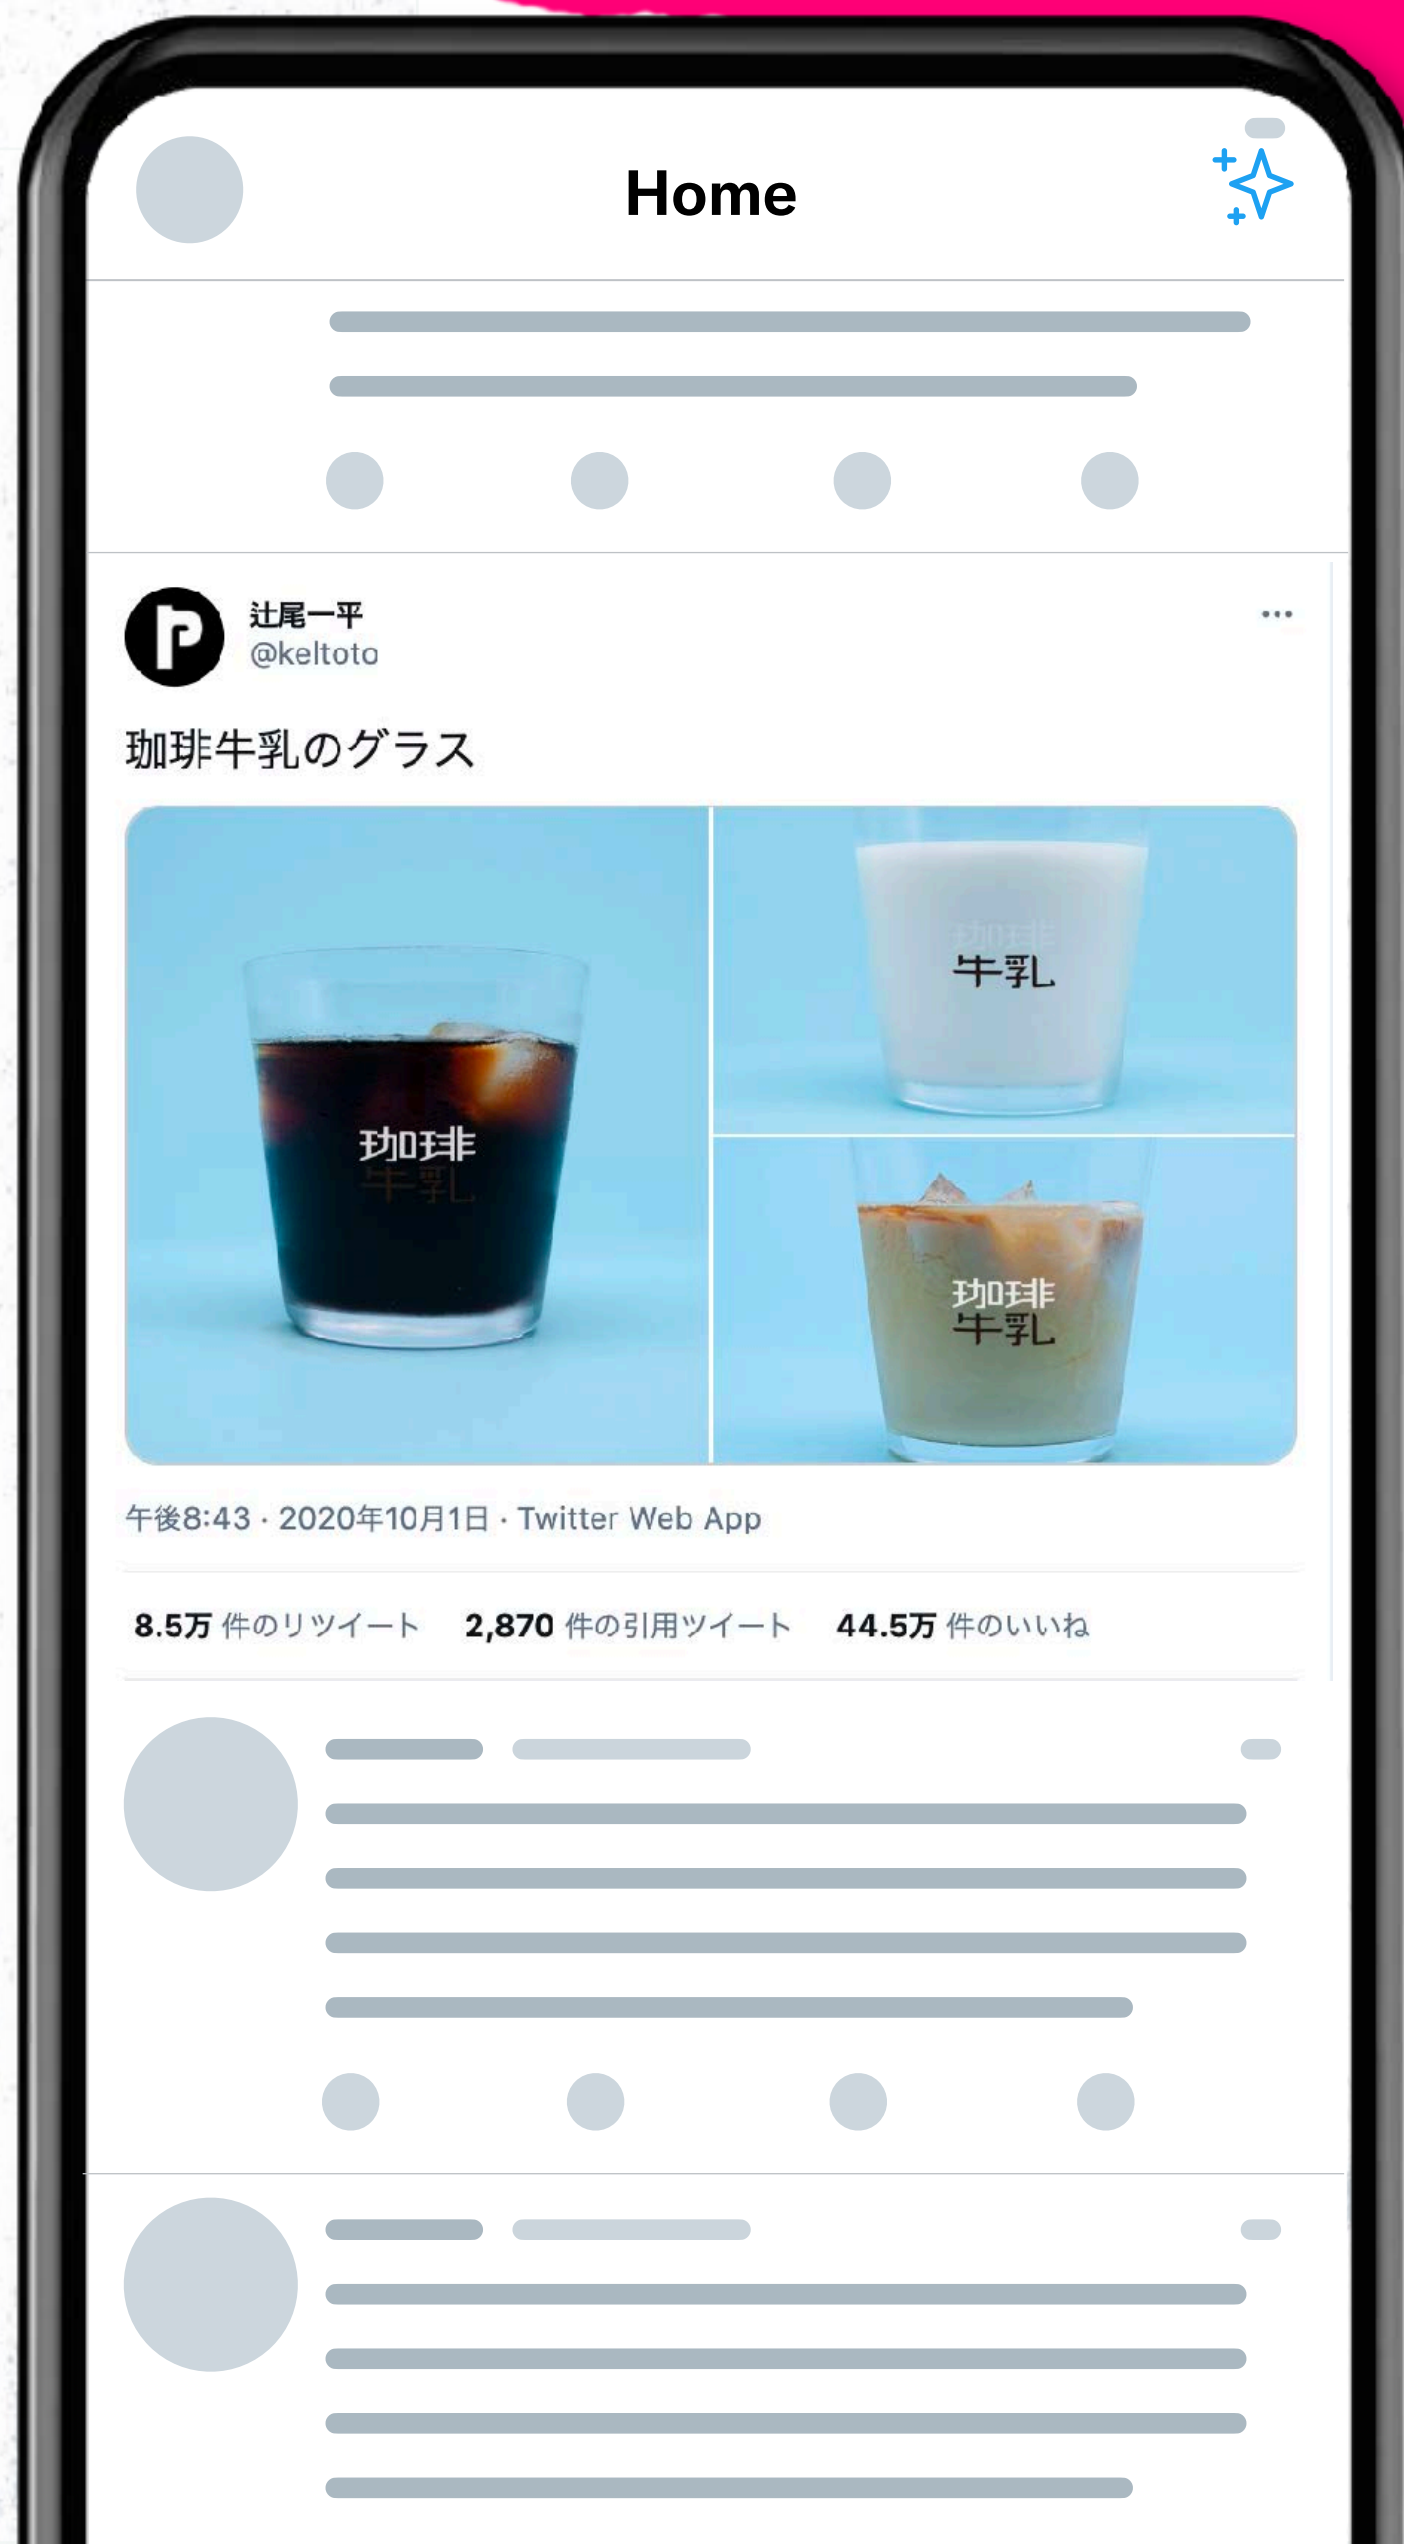 Home
辻尾一平
@keltoto
珈琲牛乳のグラス
珈琲
牛乳
珈琲
牛乳
珈琲
牛乳
午後8:43 · 2020年10月1日 · Twitter Web App
8.5万 件のリツイート 2,870 件の引用ツイート 44.5万 件のいいね